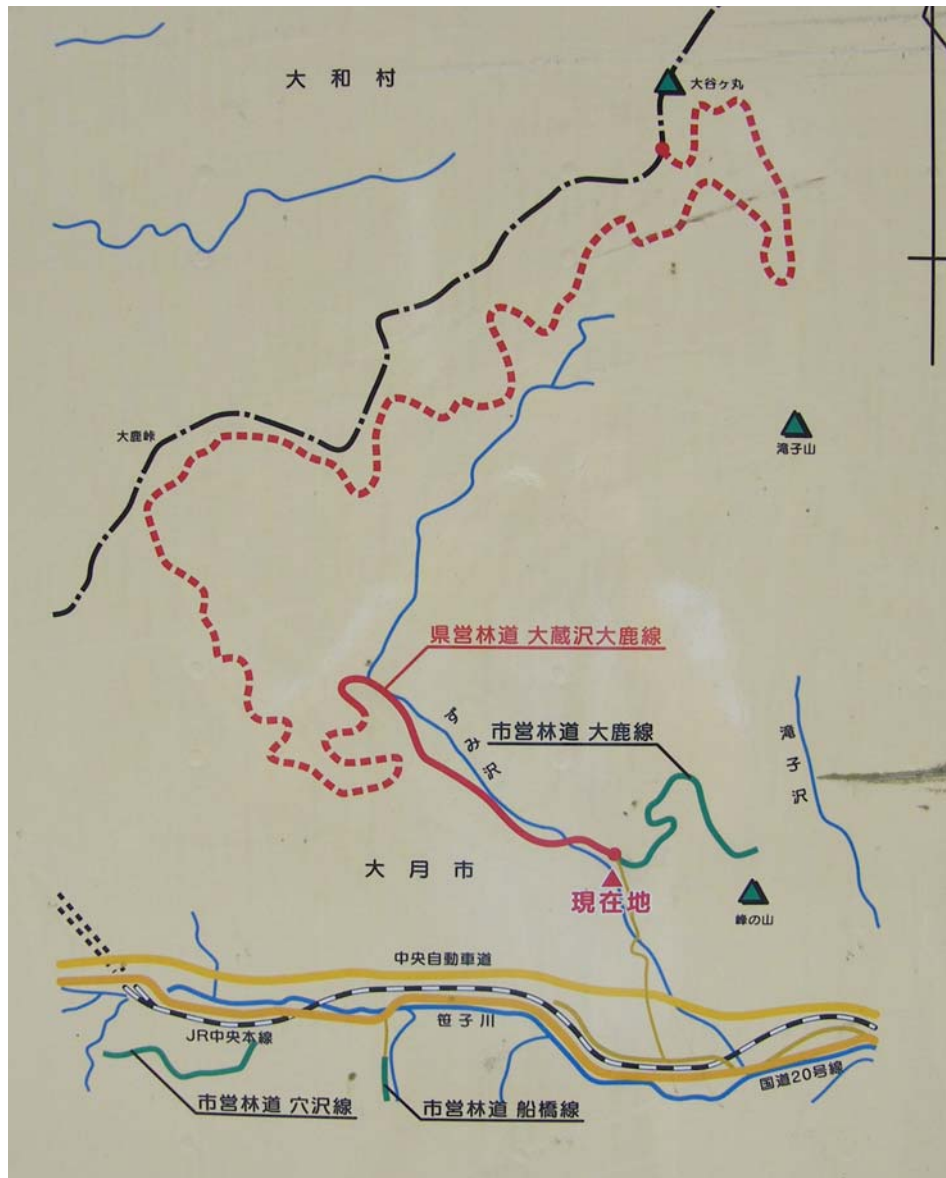 大和村
大谷ヶ丸
大鹿峠
滝子山
県営林道 大蔵沢大鹿線
すみ沢
市営林道 大鹿線
滝子沢
大月市
現在地
峰の山
中央自動車道
笹子川
JR中央本線
国道20号線
市営林道 穴沢線
市営林道 船橋線